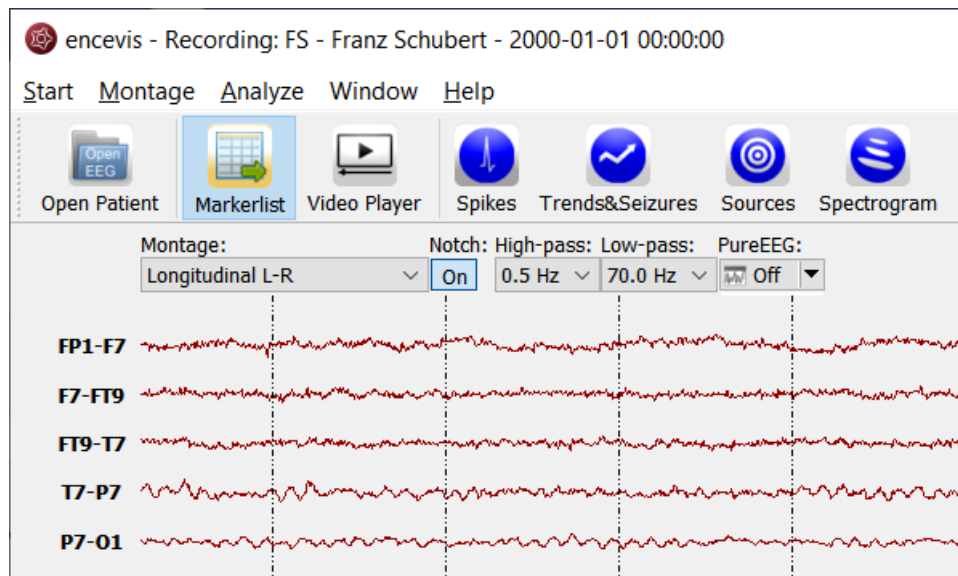 encevis - Recording: FS - Franz Schubert - 2000-01-01 00:00:00
Start Montage Analyze Window Help
Open EEG
Open Patient Markerlist Video Player Spikes Trends&Seizures Sources Spectrogram
Montage: Notch: High-pass: Low-pass: PureEEG:
Longitudinal L-R On 0.5 Hz 70.0 Hz Off
FP1-F7
F7-FT9
FT9-T7
T7-P7
P7-O1